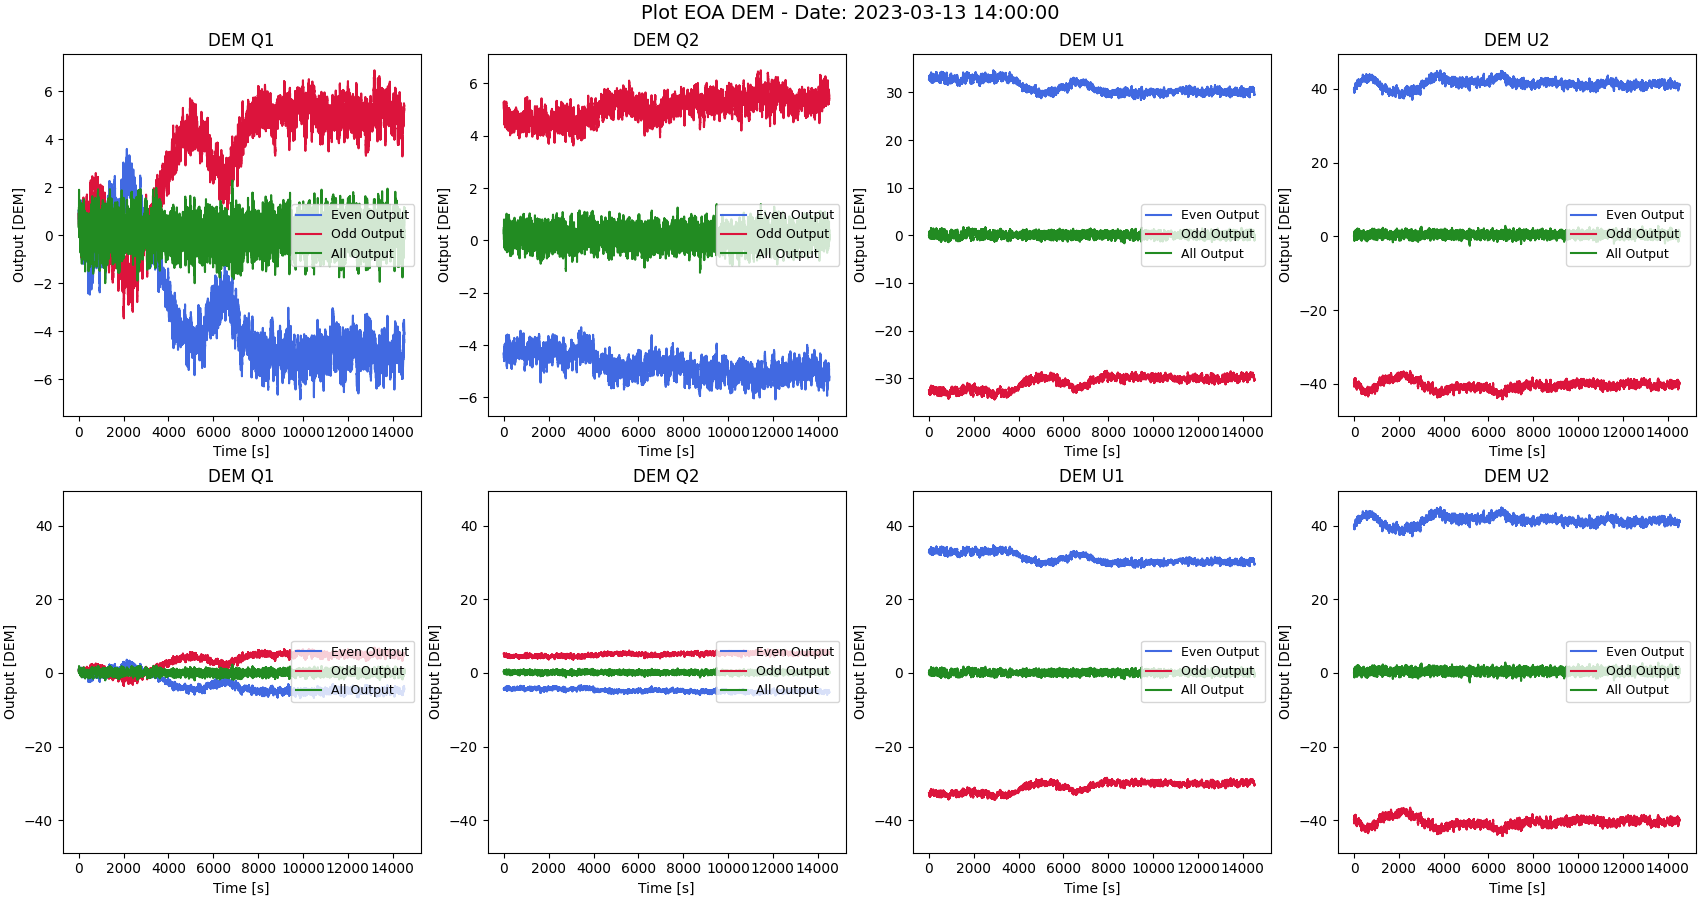 Plot EOA DEM - Date: 2023-03-13 14:00:00
DEM Q1
Output [DEM]
6
4
2
0
−2
−4
−6
Even Output
Odd Output
All Output
0 2000 4000 6000 8000 10000 12000 14000
Time [s]
DEM Q2
Output [DEM]
6
4
2
0
−2
−4
−6
Even Output
Odd Output
All Output
0 2000 4000 6000 8000 10000 12000 14000
Time [s]
DEM U1
Output [DEM]
30
20
10
0
−10
−20
−30
Even Output
Odd Output
All Output
0 2000 4000 6000 8000 10000 12000 14000
Time [s]
DEM U2
Output [DEM]
40
20
0
−20
−40
Even Output
Odd Output
All Output
0 2000 4000 6000 8000 10000 12000 14000
Time [s]
DEM Q1
Output [DEM]
40
20
0
−20
−40
Even Output
Odd Output
All Output
0 2000 4000 6000 8000 10000 12000 14000
Time [s]
DEM Q2
Output [DEM]
40
20
0
−20
−40
Even Output
Odd Output
All Output
0 2000 4000 6000 8000 10000 12000 14000
Time [s]
DEM U1
Output [DEM]
40
20
0
−20
−40
Even Output
Odd Output
All Output
0 2000 4000 6000 8000 10000 12000 14000
Time [s]
DEM U2
Output [DEM]
40
20
0
−20
−40
Even Output
Odd Output
All Output
0 2000 4000 6000 8000 10000 12000 14000
Time [s]